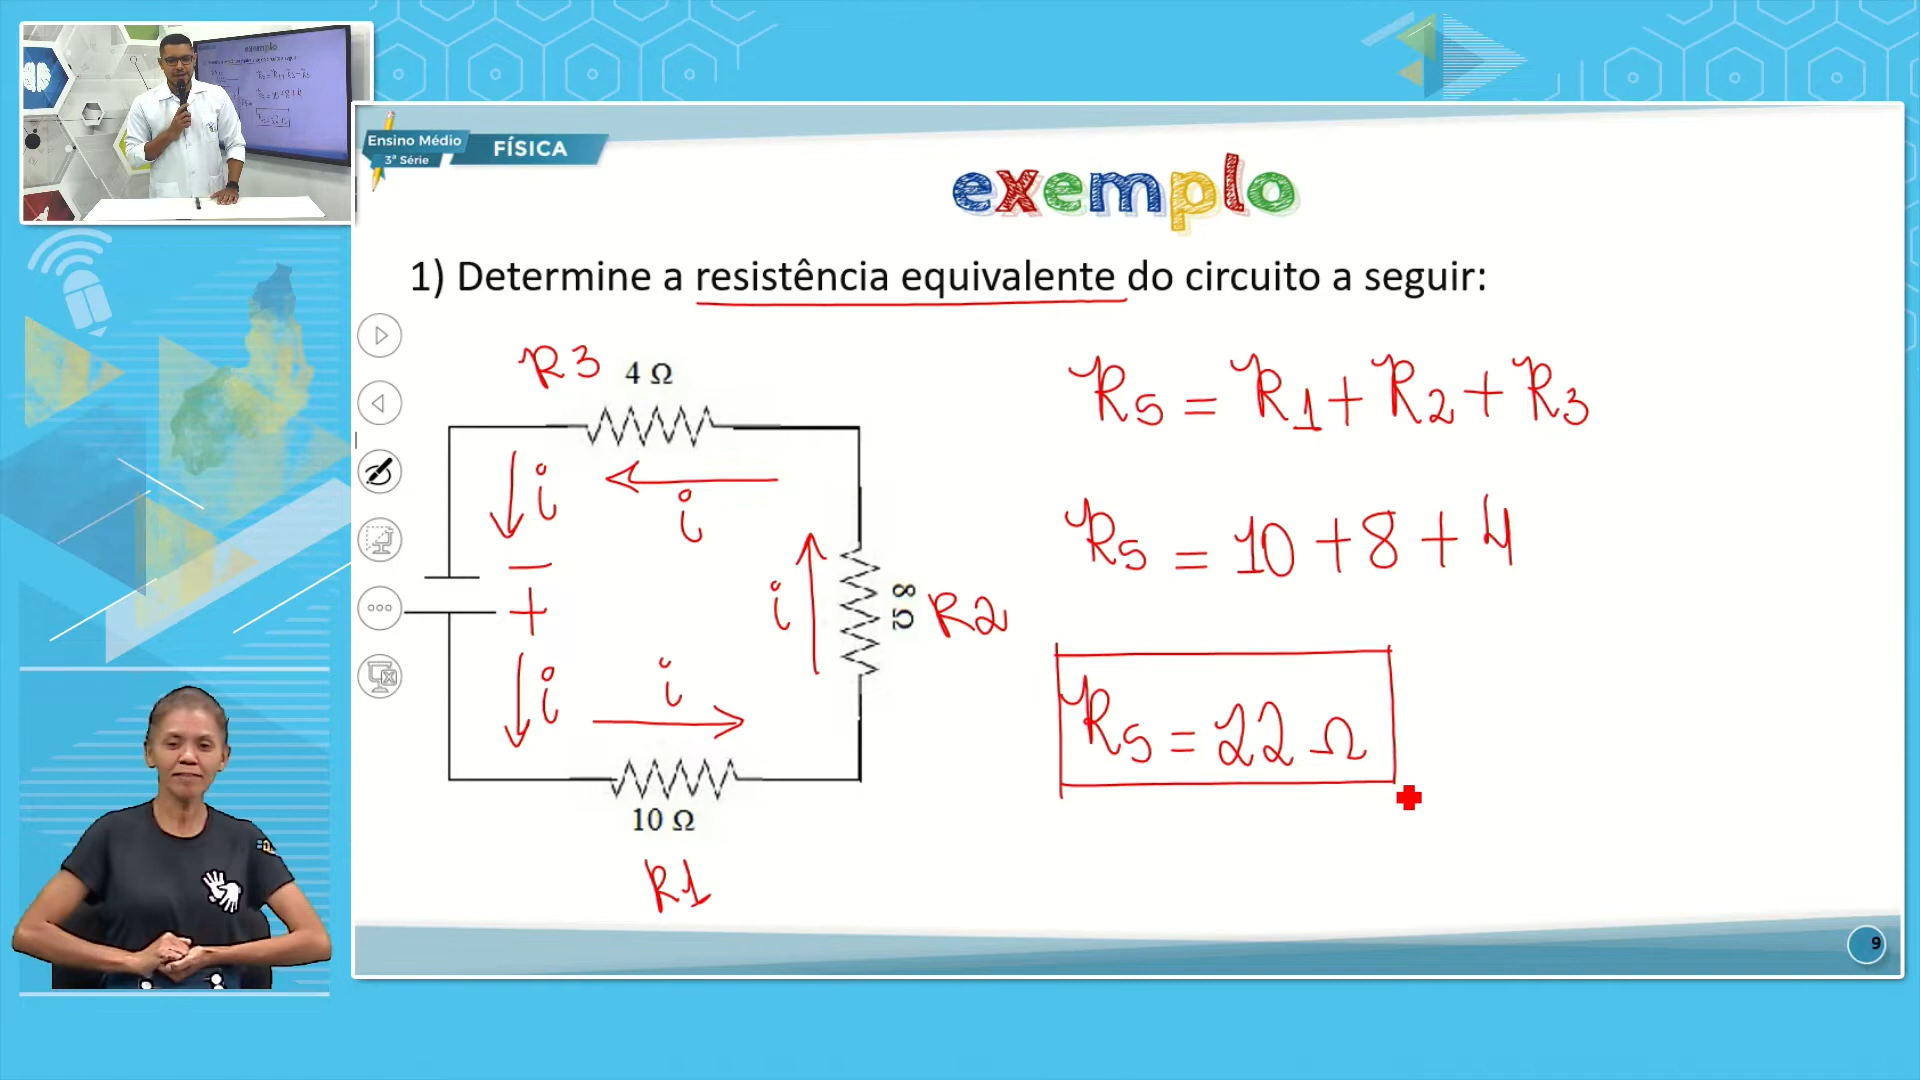 Ensino Médio
3ª Série
FÍSICA
exemplo
1) Determine a resistência equivalente do circuito a seguir:
R3
4 Ω
i
i
−
+
i
8 Ω
R2
i
i
10 Ω
R1
RS = R1 + R2 + R3
RS = 10 + 8 + 4
RS = 22 Ω
9